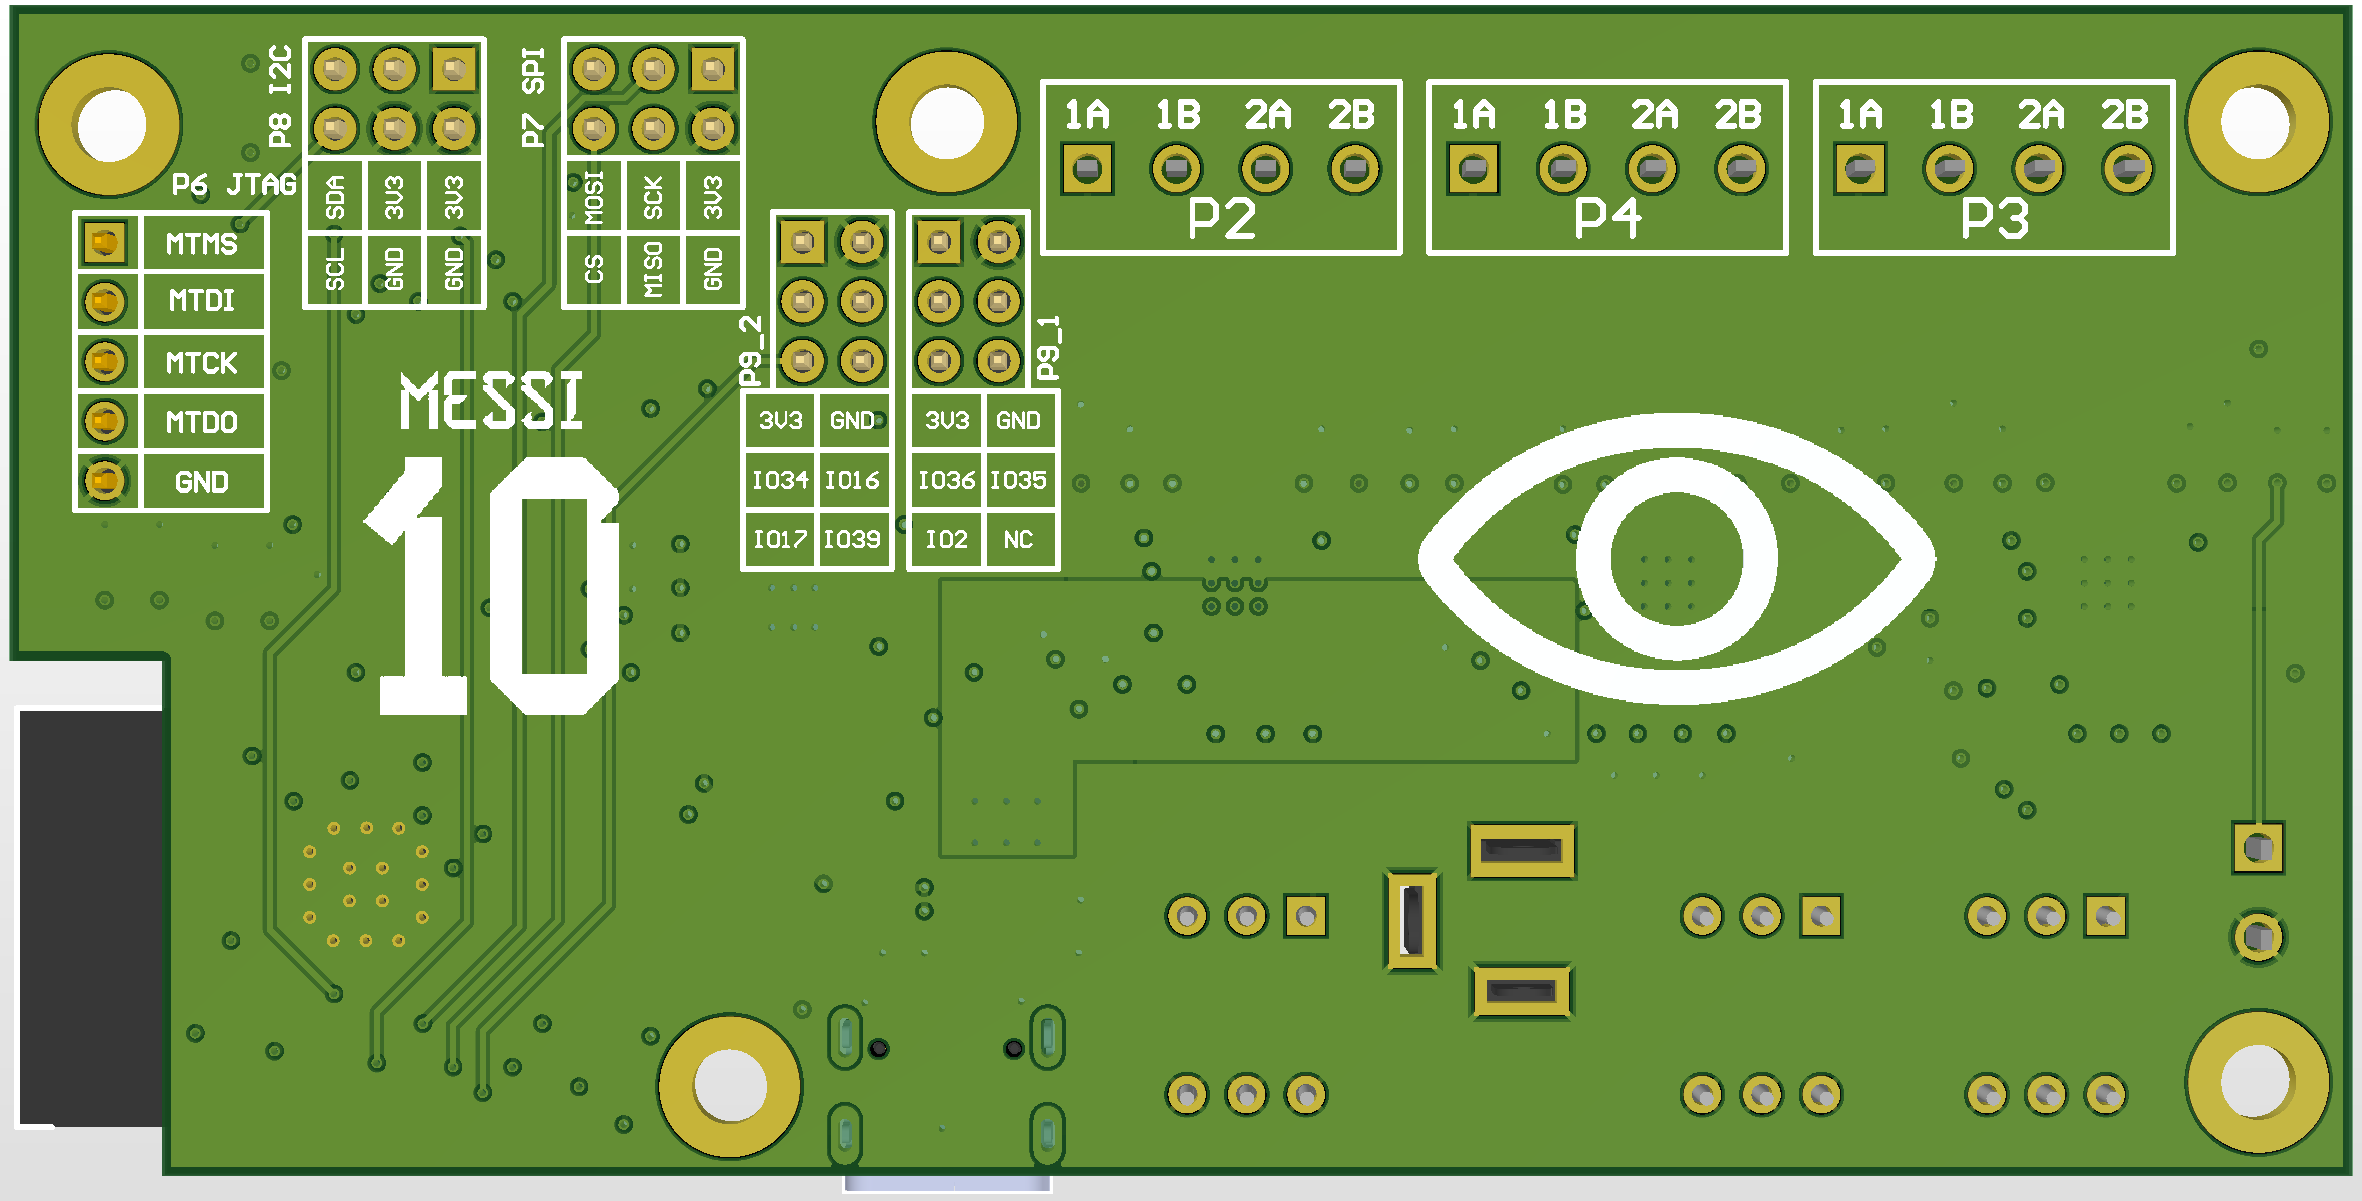 P8 I2C
SDA 3V3 3V3
SCL GND GND
P7 SPI
MOSI SCK 3V3
CS MISO GND
P6 JTAG
MTMS
MTDI
MTCK
MTDO
GND
1A 1B 2A 2B
P2
1A 1B 2A 2B
P4
1A 1B 2A 2B
P3
P9_2
3V3 GND
IO34 IO16
IO17 IO39
P9_1
3V3 GND
IO36 IO35
IO2 NC
MESSI
10